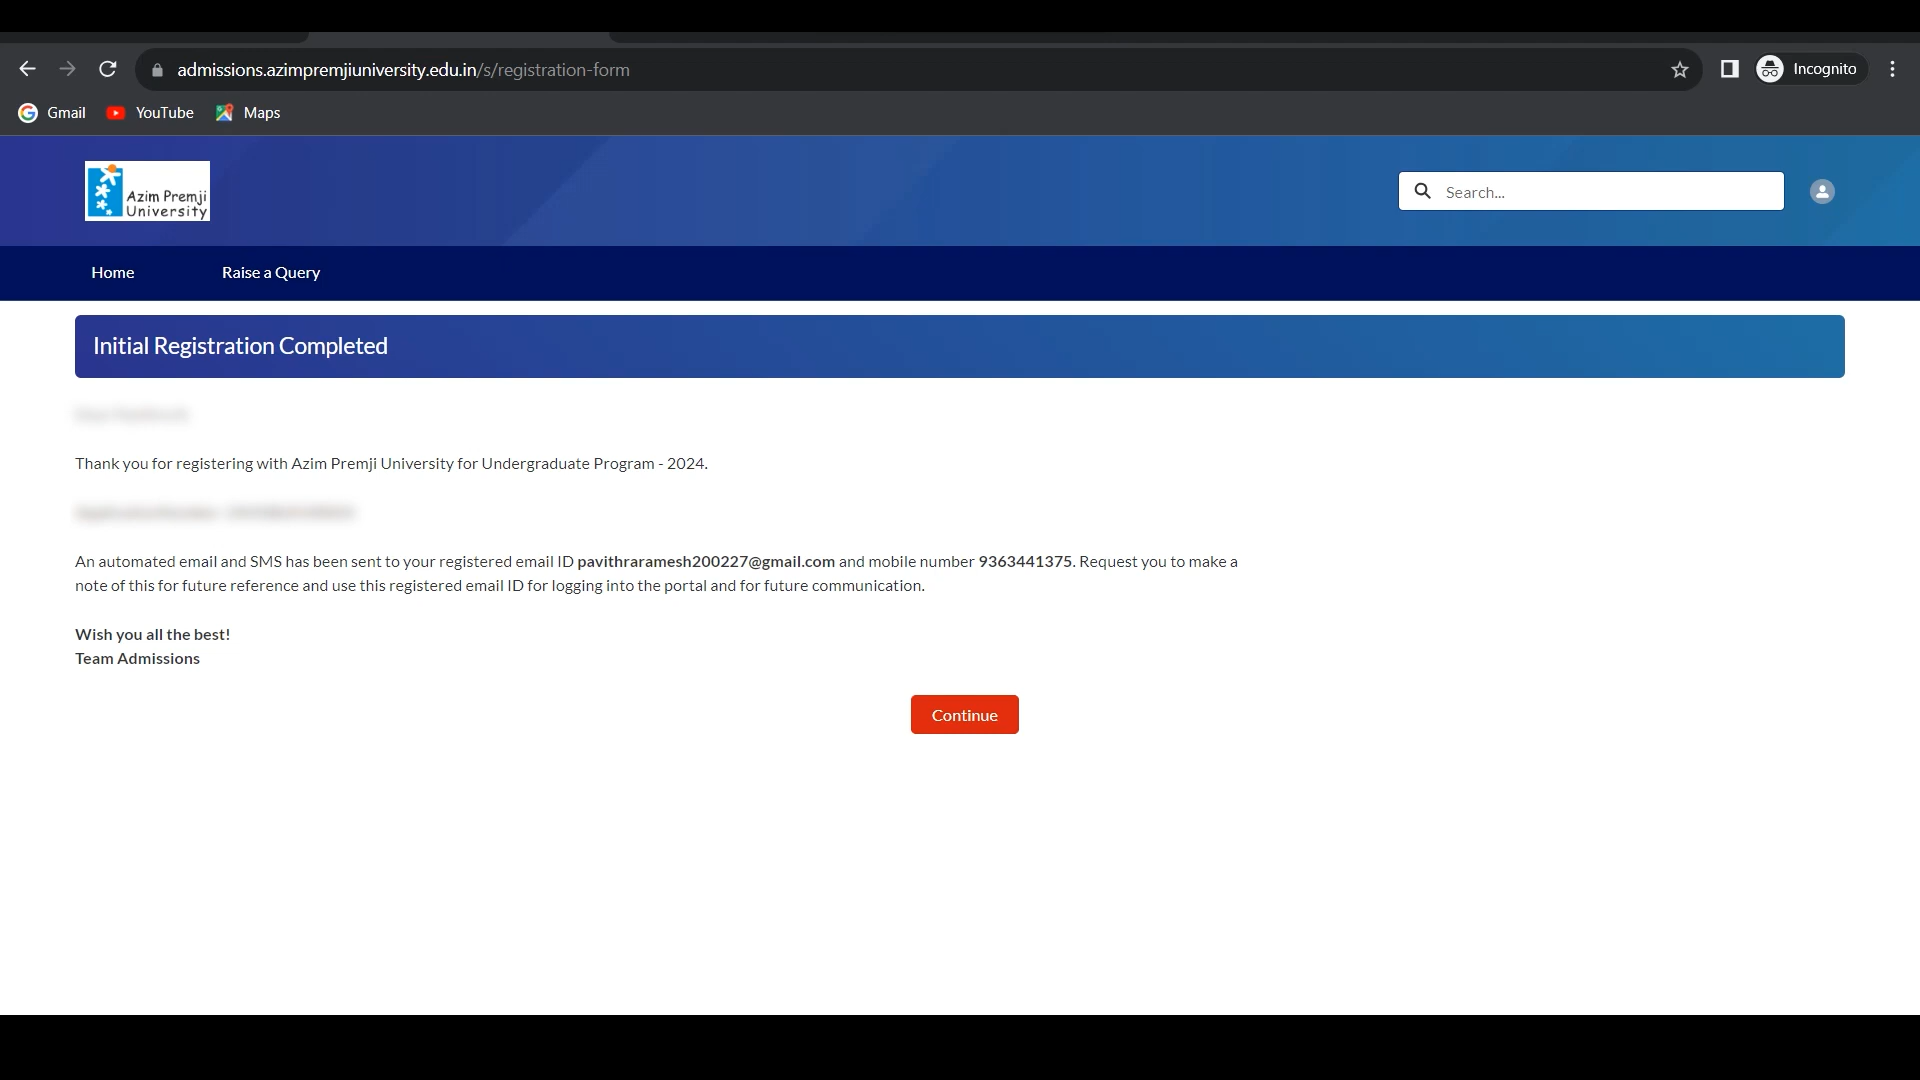 admissions.azimpremjiuniversity.edu.in/s/registration-form
Incognito
Gmail
YouTube
Maps
Azim Premji
University
Search...
Home
Raise a Query
Initial Registration Completed
Thank you for registering with Azim Premji University for Undergraduate Program - 2024.
An automated email and SMS has been sent to your registered email ID pavithraramesh200227@gmail.com and mobile number 9363441375. Request you to make a
note of this for future reference and use this registered email ID for logging into the portal and for future communication.
Wish you all the best!
Team Admissions
Continue